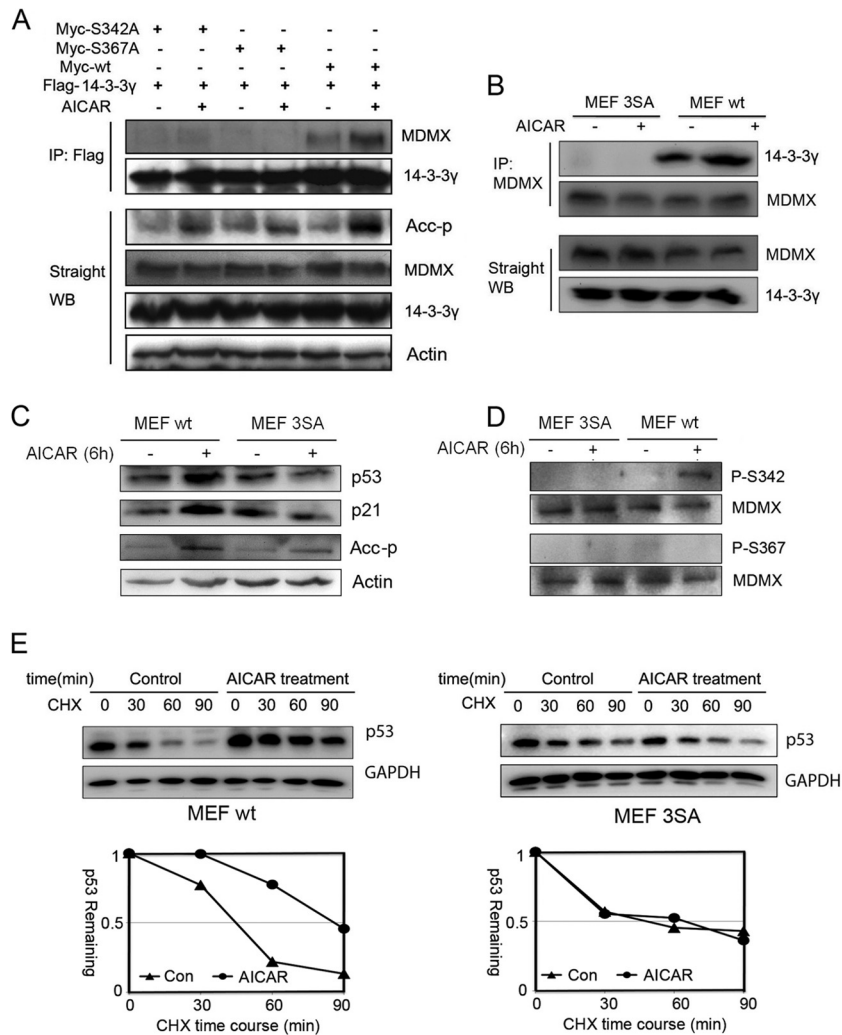 A
Myc-S342A + + - - - -
Myc-S367A - - + + - -
Myc-wt - - - - + +
Flag-14-3-3γ + + + + + +
AICAR - + - + - +
IP: Flag
MDMX
14-3-3γ
Straight
WB
Acc-p
MDMX
14-3-3γ
Actin
B
MEF 3SA MEF wt
AICAR - + - +
IP:
MDMX
14-3-3γ
MDMX
Straight
WB
MDMX
14-3-3γ
C
MEF wt MEF 3SA
AICAR (6h) - + - +
p53
p21
Acc-p
Actin
D
MEF 3SA MEF wt
AICAR (6h) - + - +
P-S342
MDMX
P-S367
MDMX
E
time(min) Control AICAR treatment
CHX 0 30 60 90 0 30 60 90
p53
GAPDH
MEF wt
p53 Remaining
1
0.5
0
Con AICAR
0 30 60 90
CHX time course (min)
time(min) Control AICAR treatment
CHX 0 30 60 90 0 30 60 90
p53
GAPDH
MEF 3SA
p53 Remaining
1
0.5
0
Con AICAR
0 30 60 90
CHX time course (min)